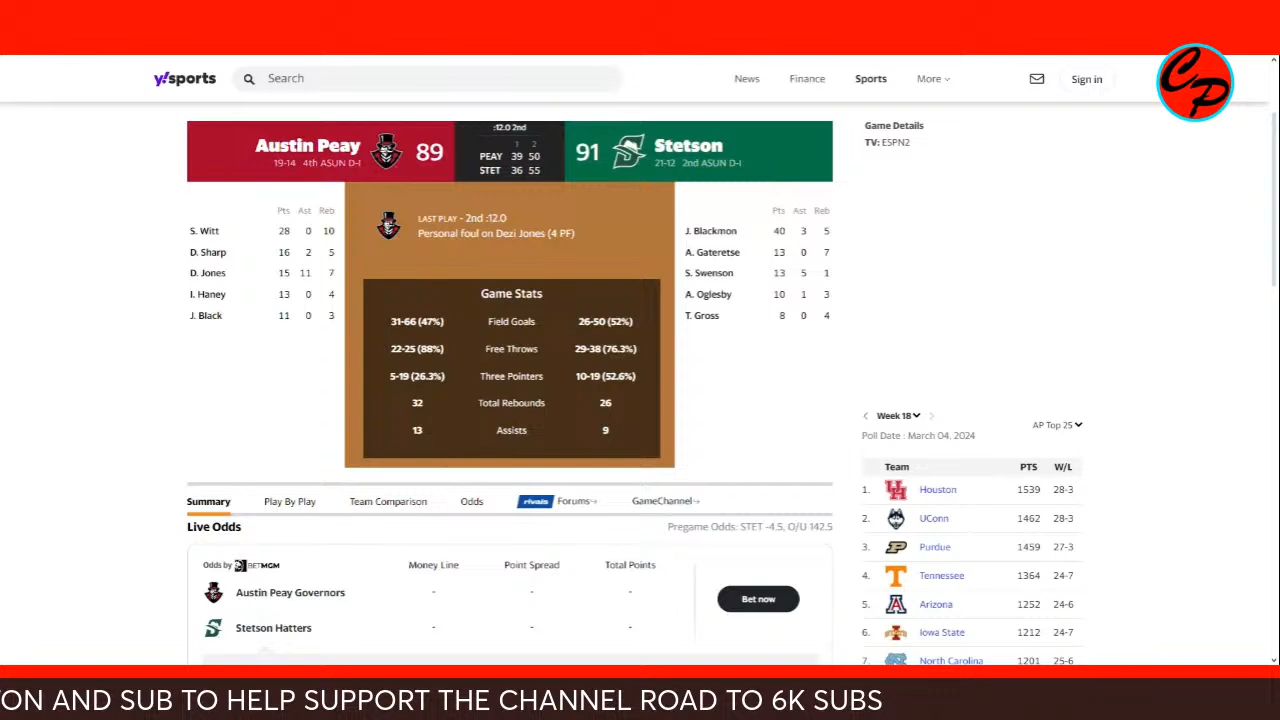 y!sports
Search
News Finance Sports More
Sign in
CP
Austin Peay
19-14 4th ASUN D-I
89
:12.0 2nd
1 2
PEAY 39 50
STET 36 55
91
Stetson
21-12 2nd ASUN D-I
Game Details
TV: ESPN2
Pts Ast Reb
S. Witt 28 0 10
D. Sharp 16 2 5
D. Jones 15 11 7
I. Haney 13 0 4
J. Black 11 0 3
LAST PLAY - 2nd :12.0
Personal foul on Dezi Jones (4 PF)
Game Stats
31-66 (47%) Field Goals 26-50 (52%)
22-25 (88%) Free Throws 29-38 (76.3%)
5-19 (26.3%) Three Pointers 10-19 (52.6%)
32 Total Rebounds 26
13 Assists 9
Pts Ast Reb
J. Blackmon 40 3 5
A. Gateretse 13 0 7
S. Swenson 13 5 1
A. Oglesby 10 1 3
T. Gross 8 0 4
Week 18
AP Top 25
Poll Date : March 04, 2024
Team PTS W/L
1. Houston 1539 28-3
2. UConn 1462 28-3
3. Purdue 1459 27-3
4. Tennessee 1364 24-7
5. Arizona 1252 24-6
6. Iowa State 1212 24-7
7. North Carolina 1201 25-6
Summary Play By Play Team Comparison Odds rivals Forums GameChannel
Live Odds
Pregame Odds: STET -4.5, O/U 142.5
Odds by BETMGM Money Line Point Spread Total Points
Austin Peay Governors - - -
Stetson Hatters - - -
Bet now
ON AND SUB TO HELP SUPPORT THE CHANNEL ROAD TO 6K SUBS